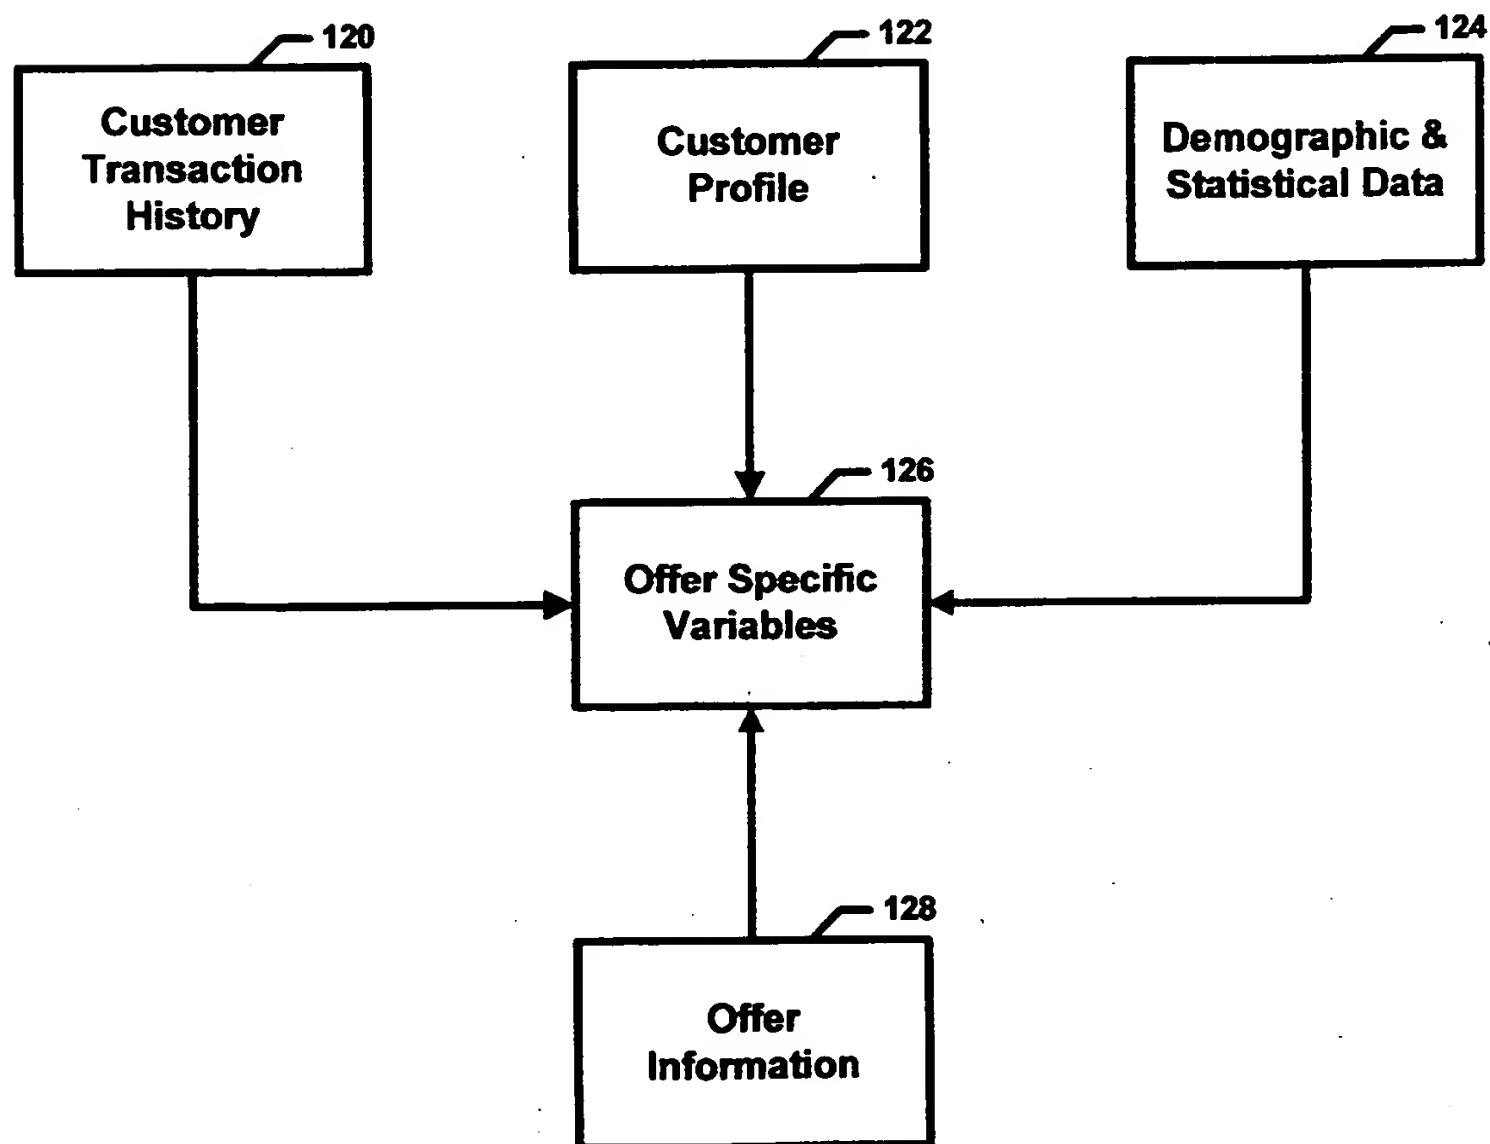 120
Customer
Transaction
History
122
Customer
Profile
124
Demographic &
Statistical Data
126
Offer Specific
Variables
128
Offer
Information